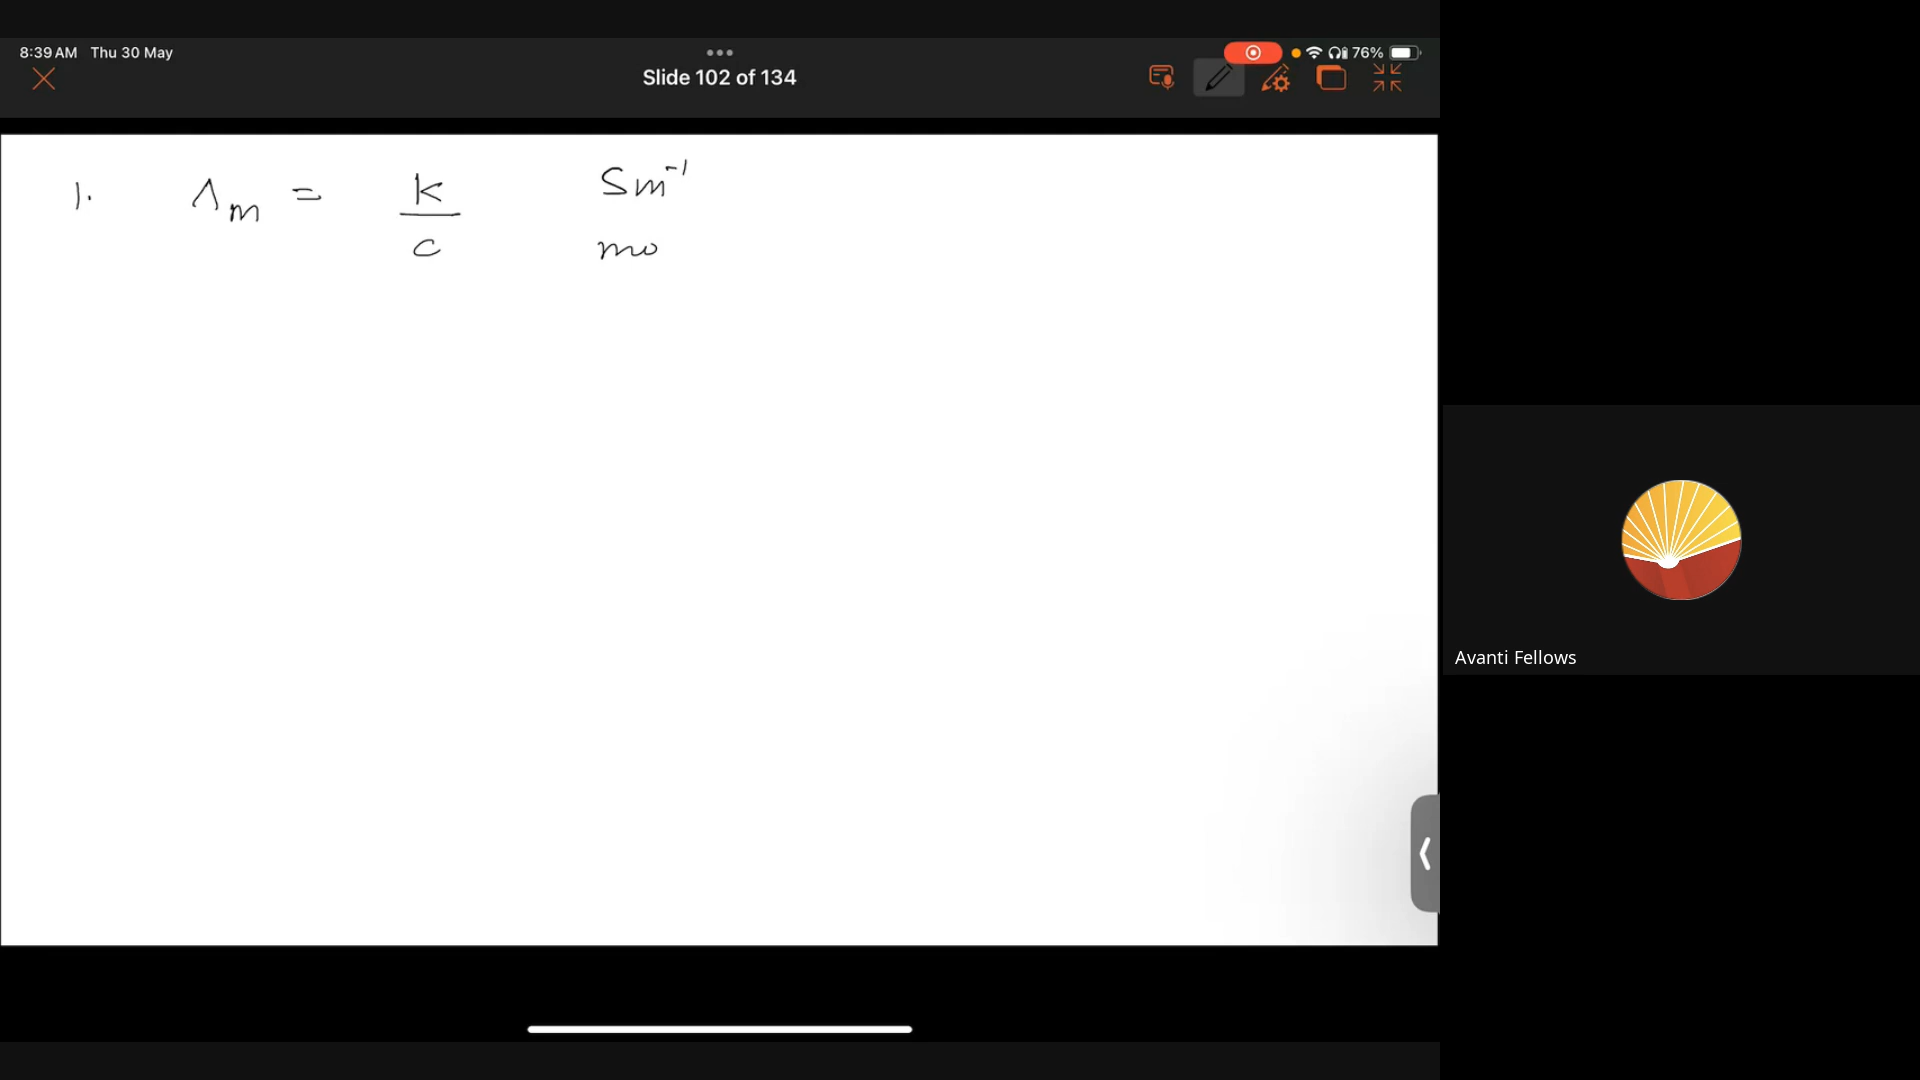 8:39 AM Thu 30 May
76%
Slide 102 of 134
1. Λm = K/c Sm⁻¹
mo
Avanti Fellows